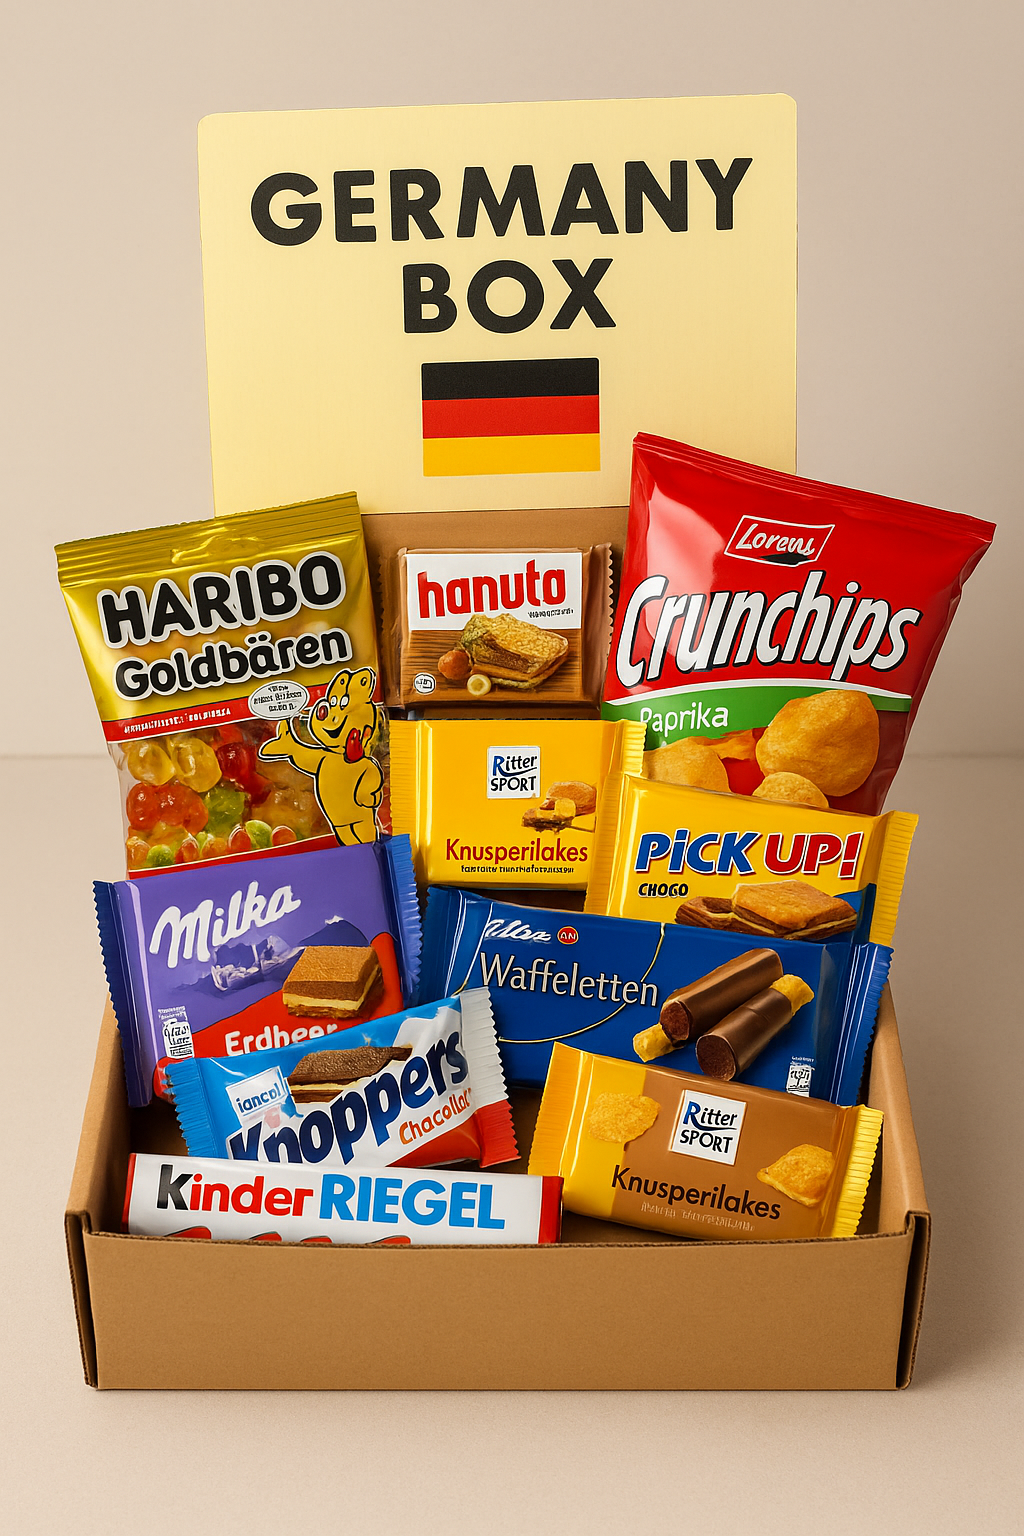 GERMANY
BOX
HARIBO
Goldbären
hanuta
Lorenz
Crunchips
Paprika
Ritter
SPORT
Knusperilakes
PiCK UP!
CHOCO
Milka
Erdbeer
Waffeletten
Knoppers
Chacollac
Ritter
SPORT
Knusperilakes
Kinder RIEGEL